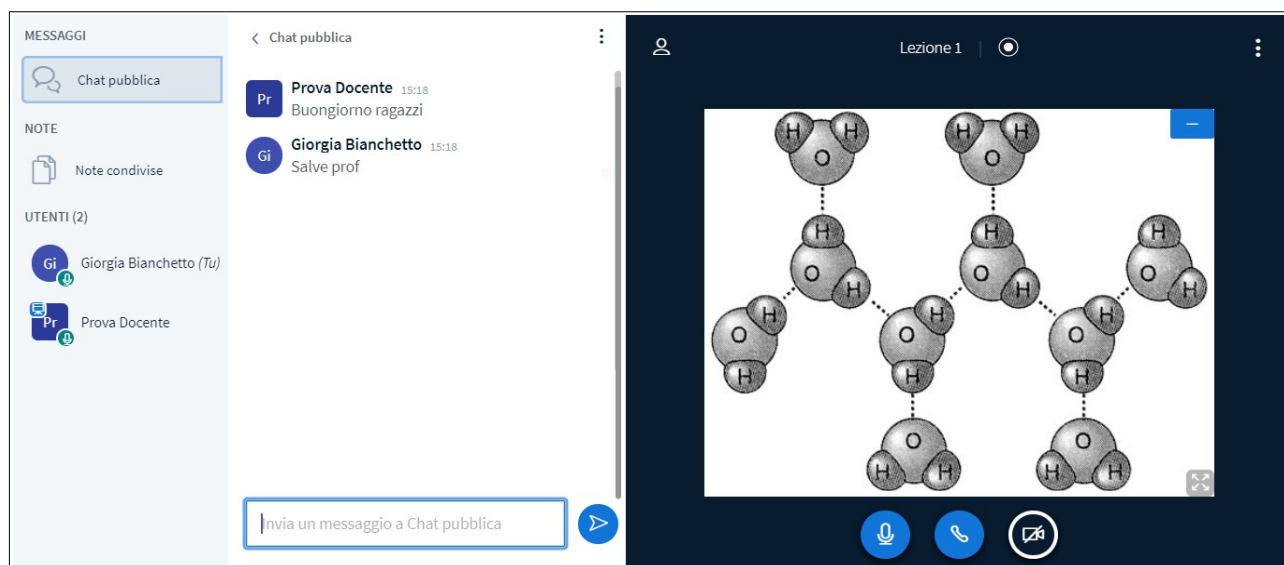 MESSAGGI
Chat pubblica
NOTE
Note condivise
UTENTI (2)
Gi
Giorgia Bianchetto (Tu)
Pr
Prova Docente
Chat pubblica
Pr
Prova Docente 15:18
Buongiorno ragazzi
Gi
Giorgia Bianchetto 15:18
Salve prof
Invia un messaggio a Chat pubblica
Lezione 1
H H H H
O O
H H H
O O O
H H H
H H H
O O O
H H H
O O
H H H H